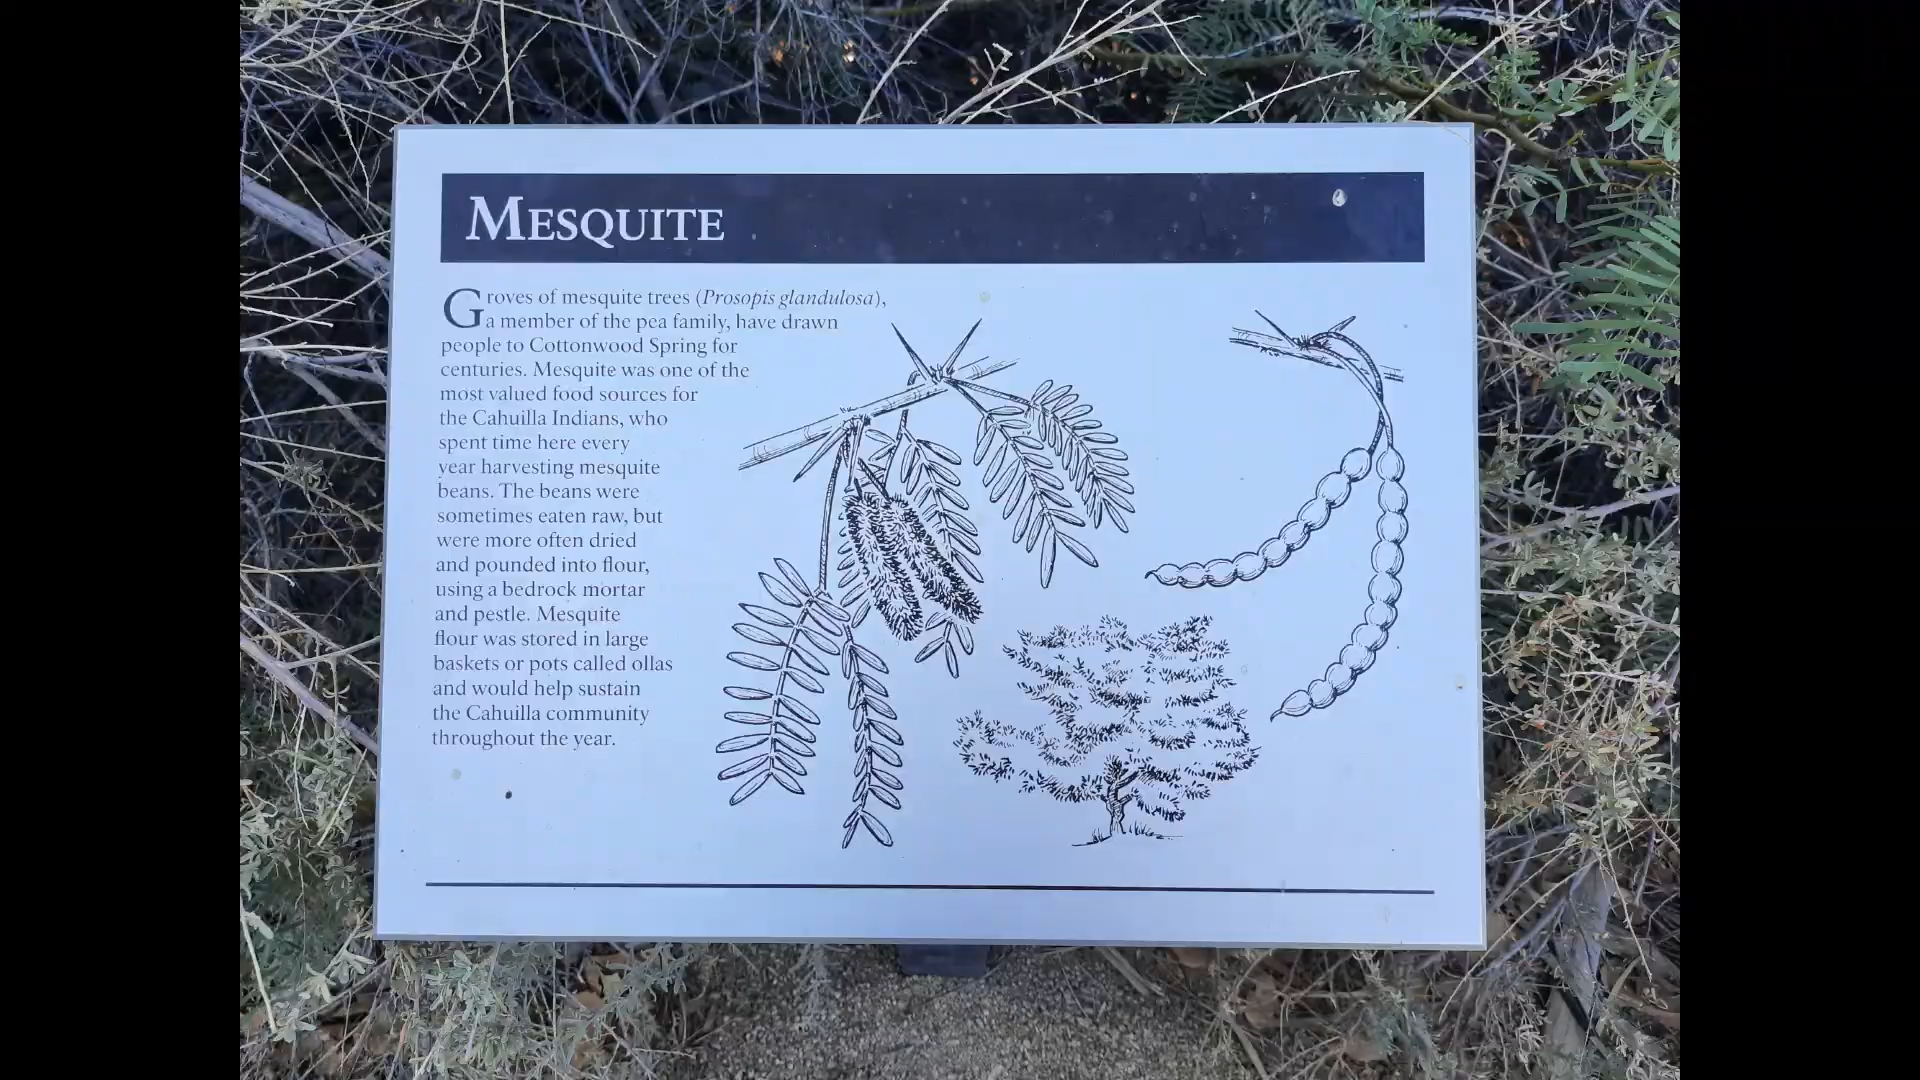 MESQUITE
Groves of mesquite trees (Prosopis glandulosa),
a member of the pea family, have drawn
people to Cottonwood Spring for
centuries. Mesquite was one of the
most valued food sources for
the Cahuilla Indians, who
spent time here every
year harvesting mesquite
beans. The beans were
sometimes eaten raw, but
were more often dried
and pounded into flour,
using a bedrock mortar
and pestle. Mesquite
flour was stored in large
baskets or pots called ollas
and would help sustain
the Cahuilla community
throughout the year.